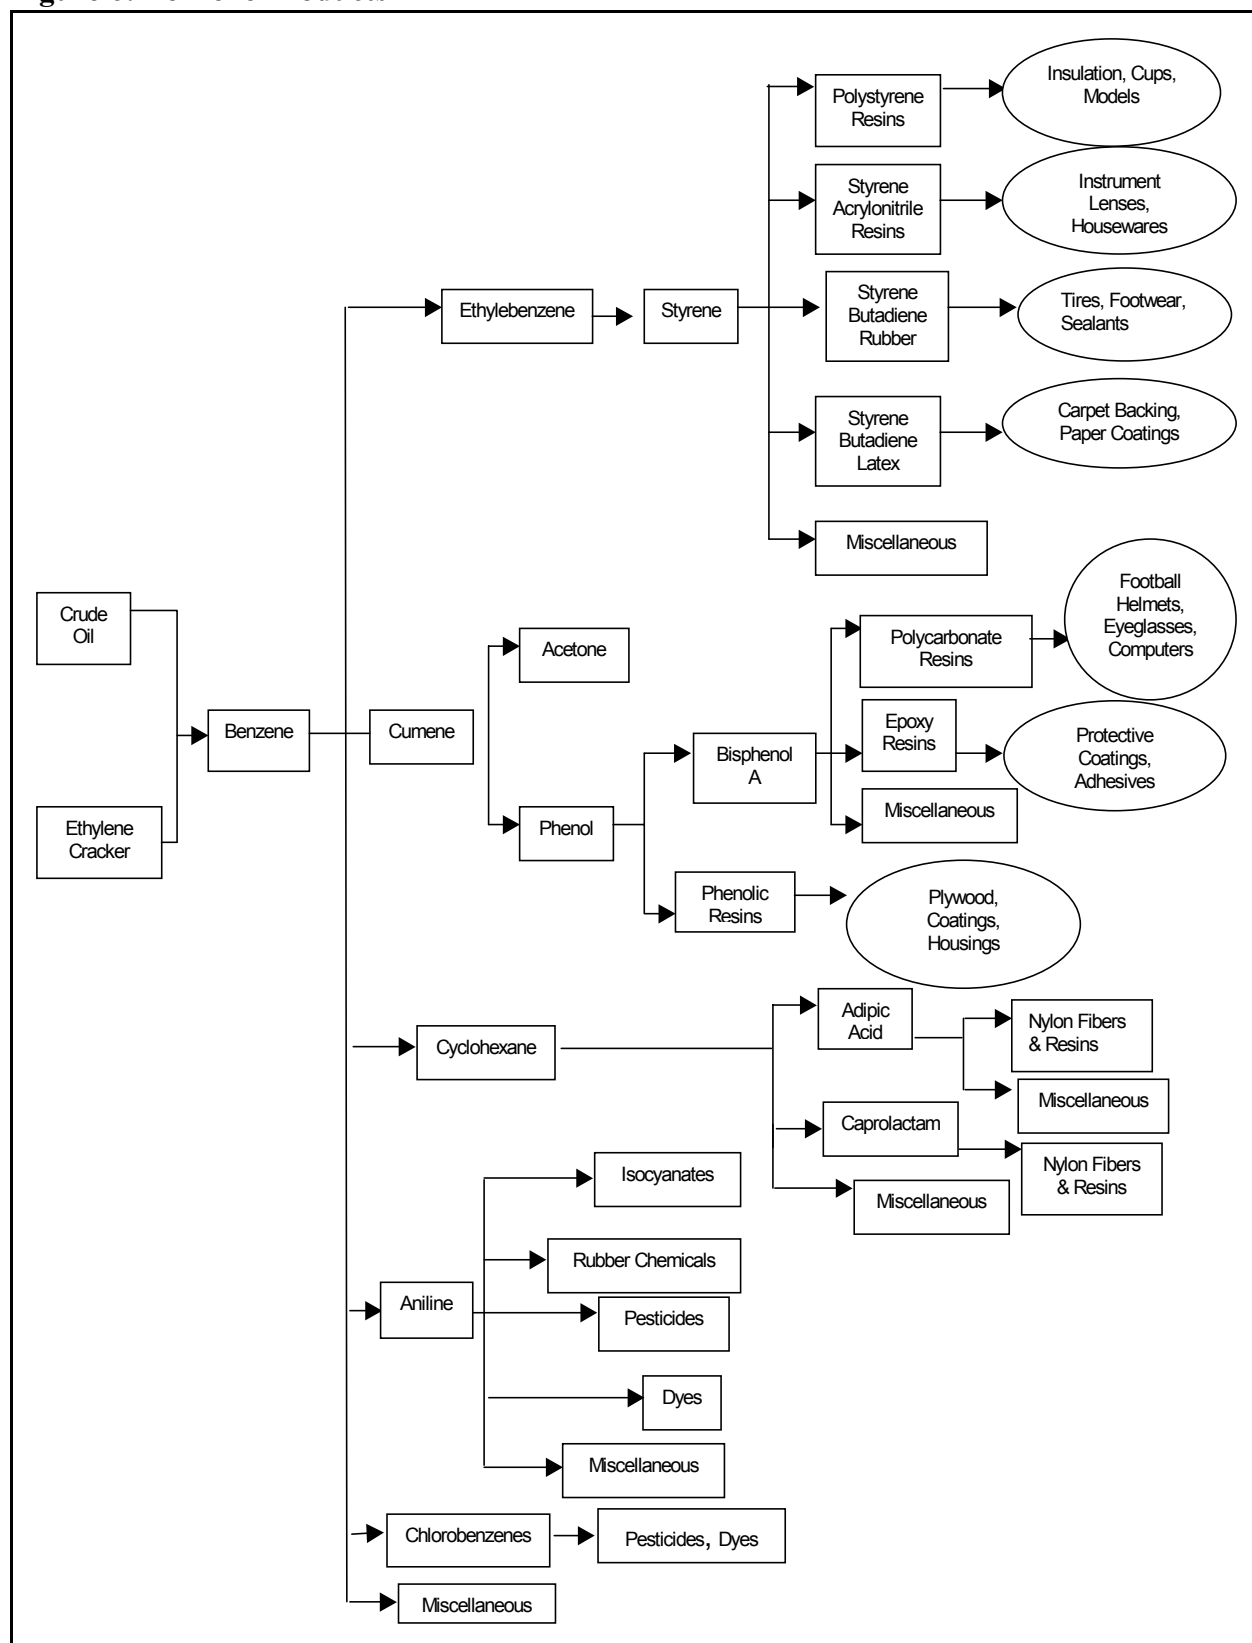 Insulation, Cups,
Models
Polystyrene
Resins
Styrene
Acrylonitrile
Resins
Instrument
Lenses,
Housewares
Ethylebenzene
Styrene
Styrene
Butadiene
Rubber
Tires, Footwear,
Sealants
Styrene
Butadiene
Latex
Carpet Backing,
Paper Coatings
Miscellaneous
Crude
Oil
Acetone
Polycarbonate
Resins
Football
Helmets,
Eyeglasses,
Computers
Benzene
Cumene
Bisphenol
A
Epoxy
Resins
Protective
Coatings,
Adhesives
Ethylene
Cracker
Phenol
Miscellaneous
Phenolic
Resins
Plywood,
Coatings,
Housings
Cyclohexane
Adipic
Acid
Nylon Fibers
& Resins
Miscellaneous
Caprolactam
Nylon Fibers
& Resins
Miscellaneous
Isocyanates
Rubber Chemicals
Aniline
Pesticides
Dyes
Miscellaneous
Chlorobenzenes
Pesticides, Dyes
Miscellaneous